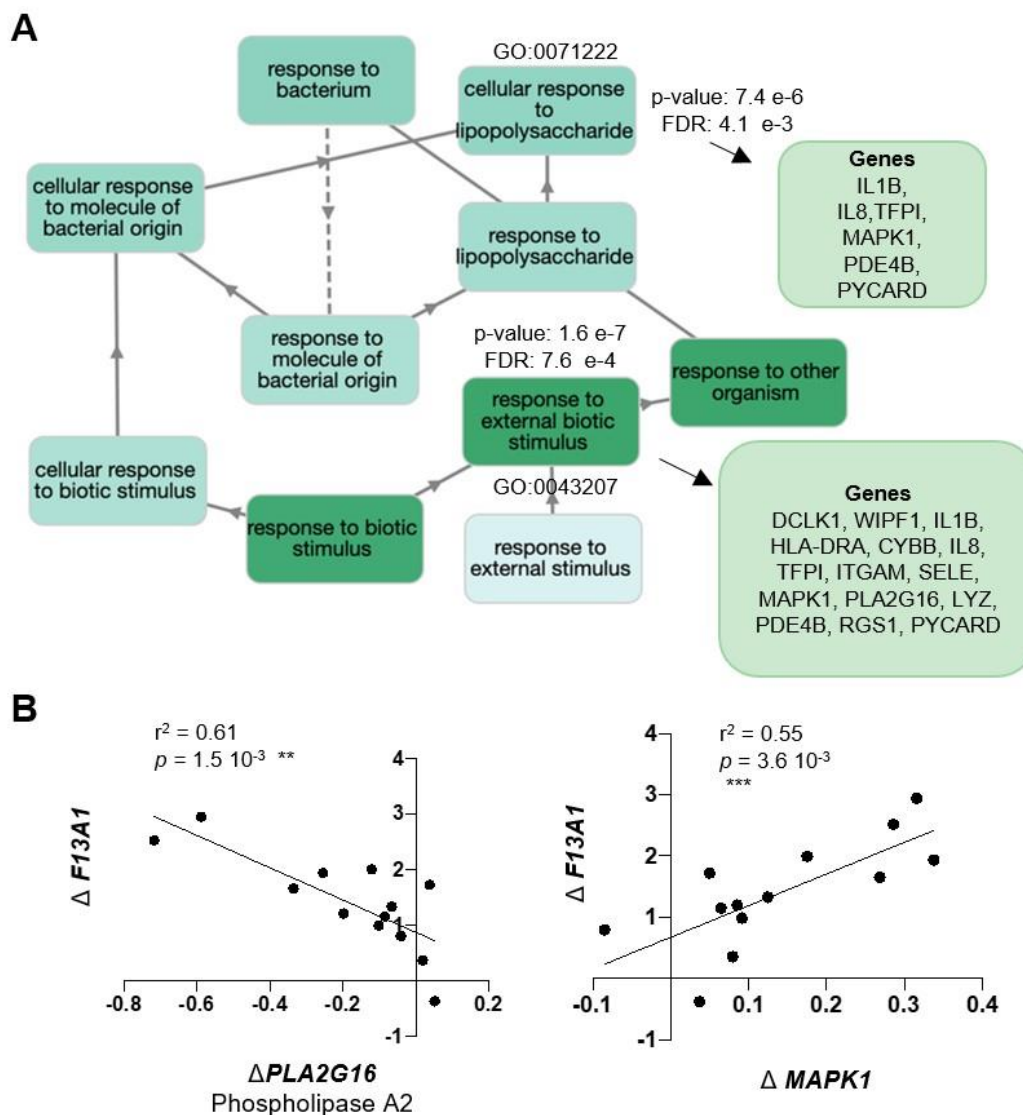 A
response to
bacterium
GO:0071222
cellular response
to
lipopolysaccharide
p-value: 7.4 e-6
FDR: 4.1 e-3
Genes
IL1B,
IL8,TFPI,
MAPK1,
PDE4B,
PYCARD
cellular response
to molecule of
bacterial origin
response to
lipopolysaccharide
response to
molecule of
bacterial origin
p-value: 1.6 e-7
FDR: 7.6 e-4
response to
external biotic
stimulus
response to other
organism
cellular response
to biotic stimulus
GO:0043207
response to biotic
stimulus
response to
external stimulus
Genes
DCLK1, WIPF1, IL1B,
HLA-DRA, CYBB, IL8,
TFPI, ITGAM, SELE,
MAPK1, PLA2G16, LYZ,
PDE4B, RGS1, PYCARD
B
r² = 0.61
p = 1.5 10⁻³ **
Δ F13A1
4
3
2
1
-1
-0.8 -0.6 -0.4 -0.2 0.2
ΔPLA2G16
Phospholipase A2
r² = 0.55
p = 3.6 10⁻³
***
Δ F13A1
4
3
2
1
-1
-0.1 0.1 0.2 0.3 0.4
Δ MAPK1